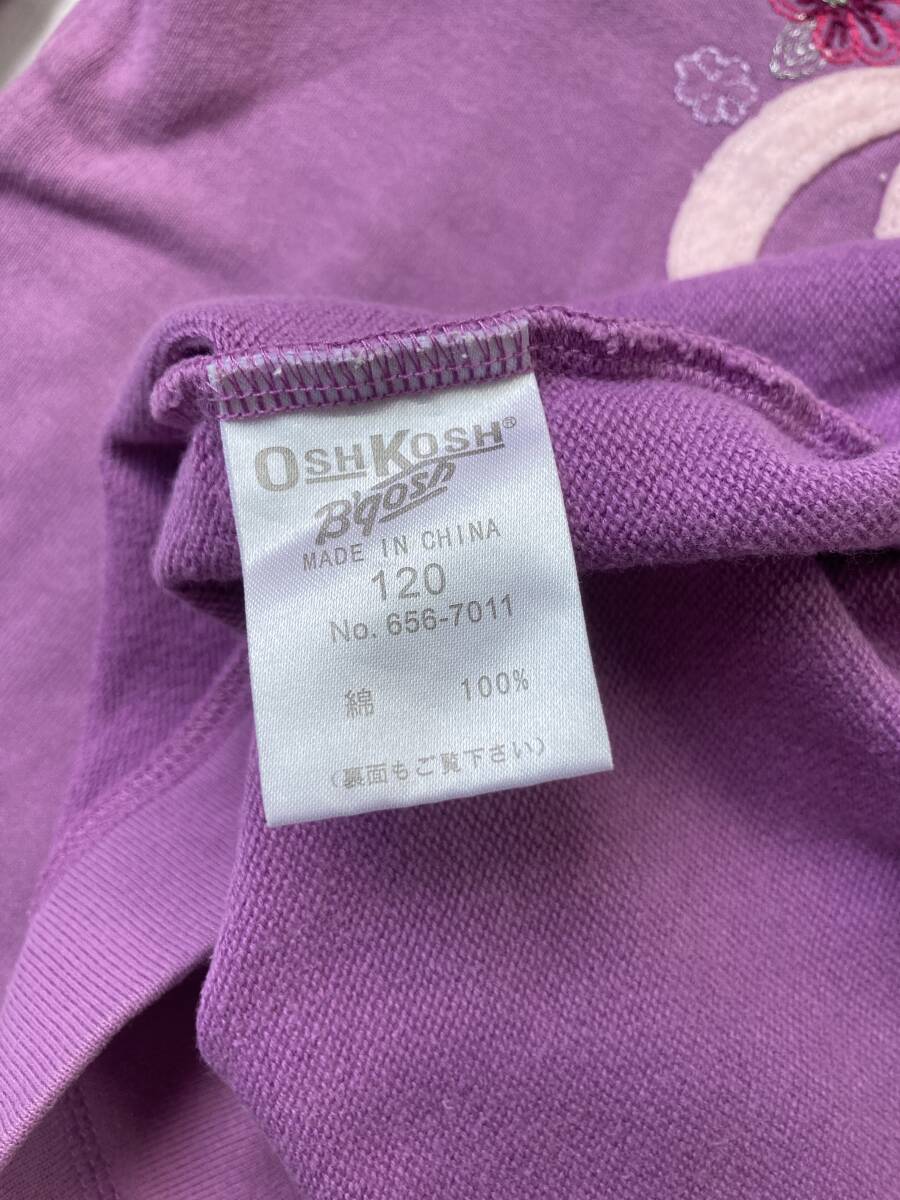 OSHKOSH®
B'gosh
MADE IN CHINA
120
No. 656-7011
綿 100%
(裏面もご覧下さい)